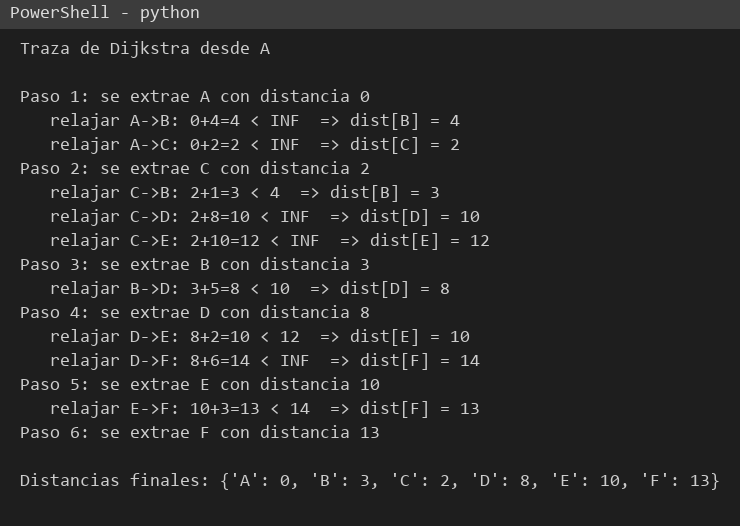 PowerShell - python
Traza de Dijkstra desde A
Paso 1: se extrae A con distancia 0
relajar A->B: 0+4=4 < INF  => dist[B] = 4
relajar A->C: 0+2=2 < INF  => dist[C] = 2
Paso 2: se extrae C con distancia 2
relajar C->B: 2+1=3 < 4  => dist[B] = 3
relajar C->D: 2+8=10 < INF  => dist[D] = 10
relajar C->E: 2+10=12 < INF  => dist[E] = 12
Paso 3: se extrae B con distancia 3
relajar B->D: 3+5=8 < 10  => dist[D] = 8
Paso 4: se extrae D con distancia 8
relajar D->E: 8+2=10 < 12  => dist[E] = 10
relajar D->F: 8+6=14 < INF  => dist[F] = 14
Paso 5: se extrae E con distancia 10
relajar E->F: 10+3=13 < 14  => dist[F] = 13
Paso 6: se extrae F con distancia 13
Distancias finales: {'A': 0, 'B': 3, 'C': 2, 'D': 8, 'E': 10, 'F': 13}